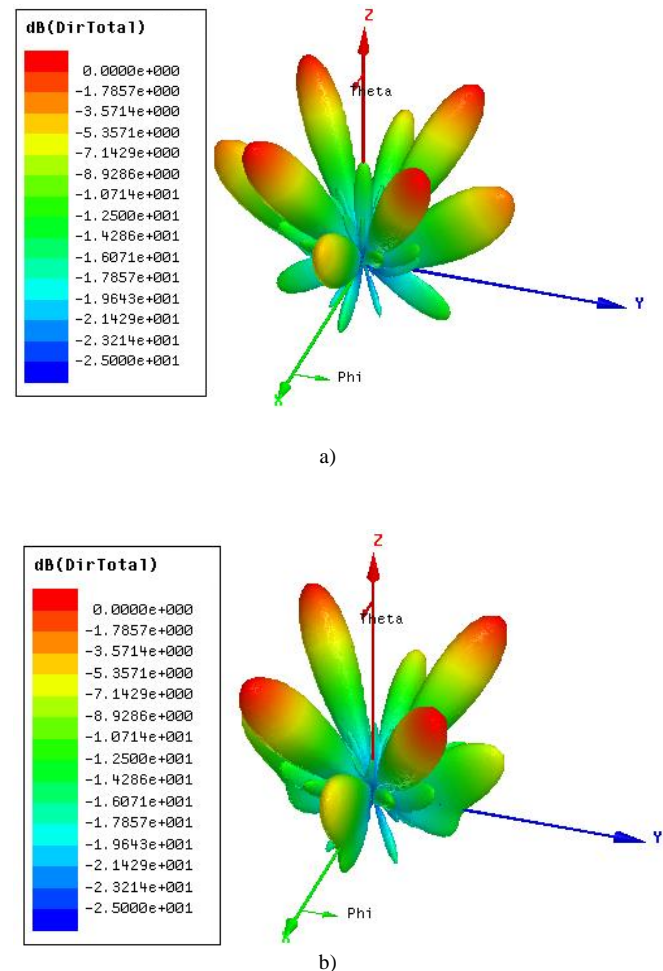 dB(DirTotal)
0.0000e+000
-1.7857e+000
-3.5714e+000
-5.3571e+000
-7.1429e+000
-8.9286e+000
-1.0714e+001
-1.2500e+001
-1.4286e+001
-1.6071e+001
-1.7857e+001
-1.9643e+001
-2.1429e+001
-2.3214e+001
-2.5000e+001
Z
Theta
Y
Phi
X
a)
dB(DirTotal)
0.0000e+000
-1.7857e+000
-3.5714e+000
-5.3571e+000
-7.1429e+000
-8.9286e+000
-1.0714e+001
-1.2500e+001
-1.4286e+001
-1.6071e+001
-1.7857e+001
-1.9643e+001
-2.1429e+001
-2.3214e+001
-2.5000e+001
Z
Theta
Y
Phi
X
b)